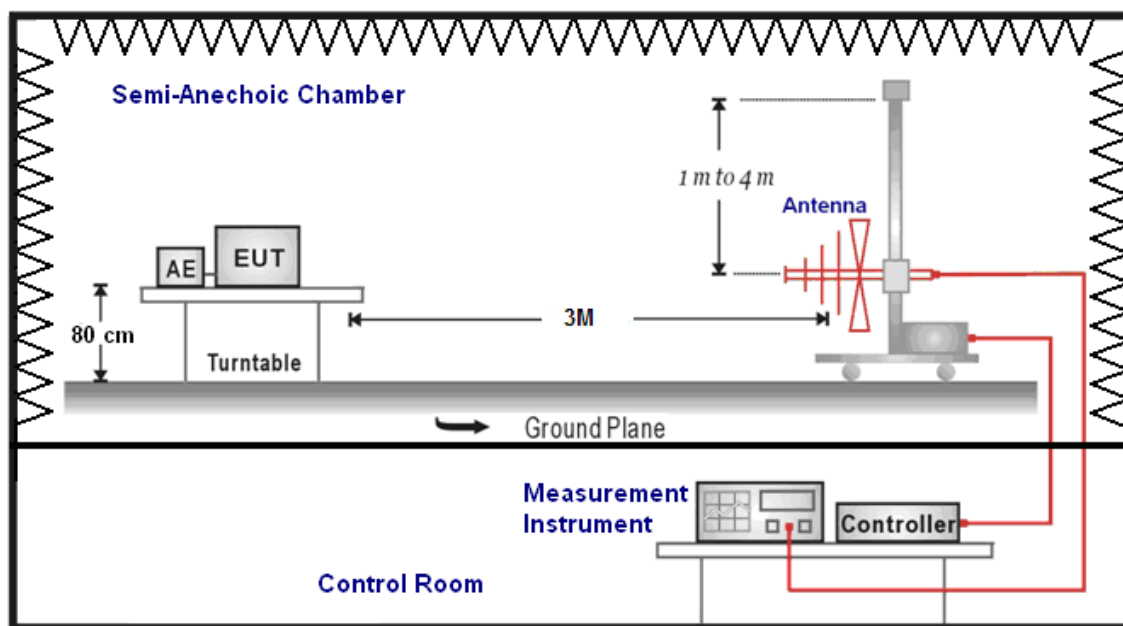 Semi-Anechoic Chamber
1 m to 4 m
Antenna
AE
EUT
80 cm
3M
Turntable
Ground Plane
Measurement
Instrument
Controller
Control Room